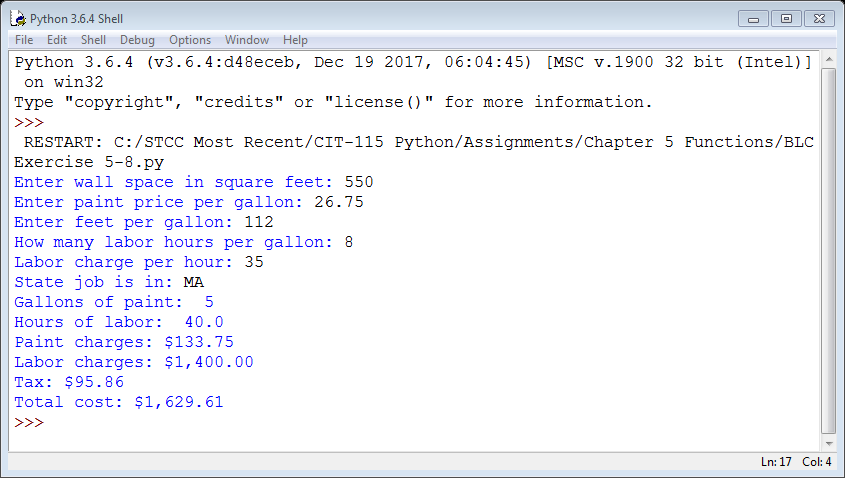 Python 3.6.4 Shell
File Edit Shell Debug Options Window Help
Python 3.6.4 (v3.6.4:d48eceb, Dec 19 2017, 06:04:45) [MSC v.1900 32 bit (Intel)]
 on win32
Type "copyright", "credits" or "license()" for more information.
>>>
 RESTART: C:/STCC Most Recent/CIT-115 Python/Assignments/Chapter 5 Functions/BLC
Exercise 5-8.py
Enter wall space in square feet: 550
Enter paint price per gallon: 26.75
Enter feet per gallon: 112
How many labor hours per gallon: 8
Labor charge per hour: 35
State job is in: MA
Gallons of paint:  5
Hours of labor:  40.0
Paint charges: $133.75
Labor charges: $1,400.00
Tax: $95.86
Total cost: $1,629.61
>>>
Ln: 17 Col: 4